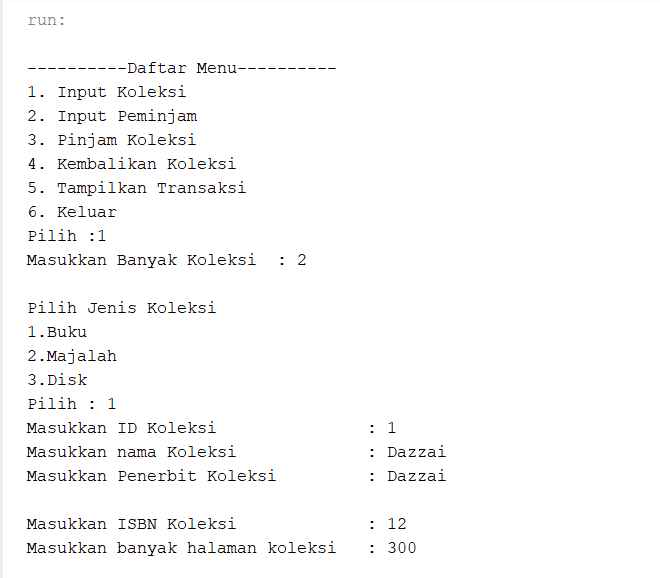 run:
----------Daftar Menu----------
1. Input Koleksi
2. Input Peminjam
3. Pinjam Koleksi
4. Kembalikan Koleksi
5. Tampilkan Transaksi
6. Keluar
Pilih :1
Masukkan Banyak Koleksi  : 2
Pilih Jenis Koleksi
1.Buku
2.Majalah
3.Disk
Pilih : 1
Masukkan ID Koleksi               : 1
Masukkan nama Koleksi             : Dazzai
Masukkan Penerbit Koleksi         : Dazzai
Masukkan ISBN Koleksi             : 12
Masukkan banyak halaman koleksi   : 300